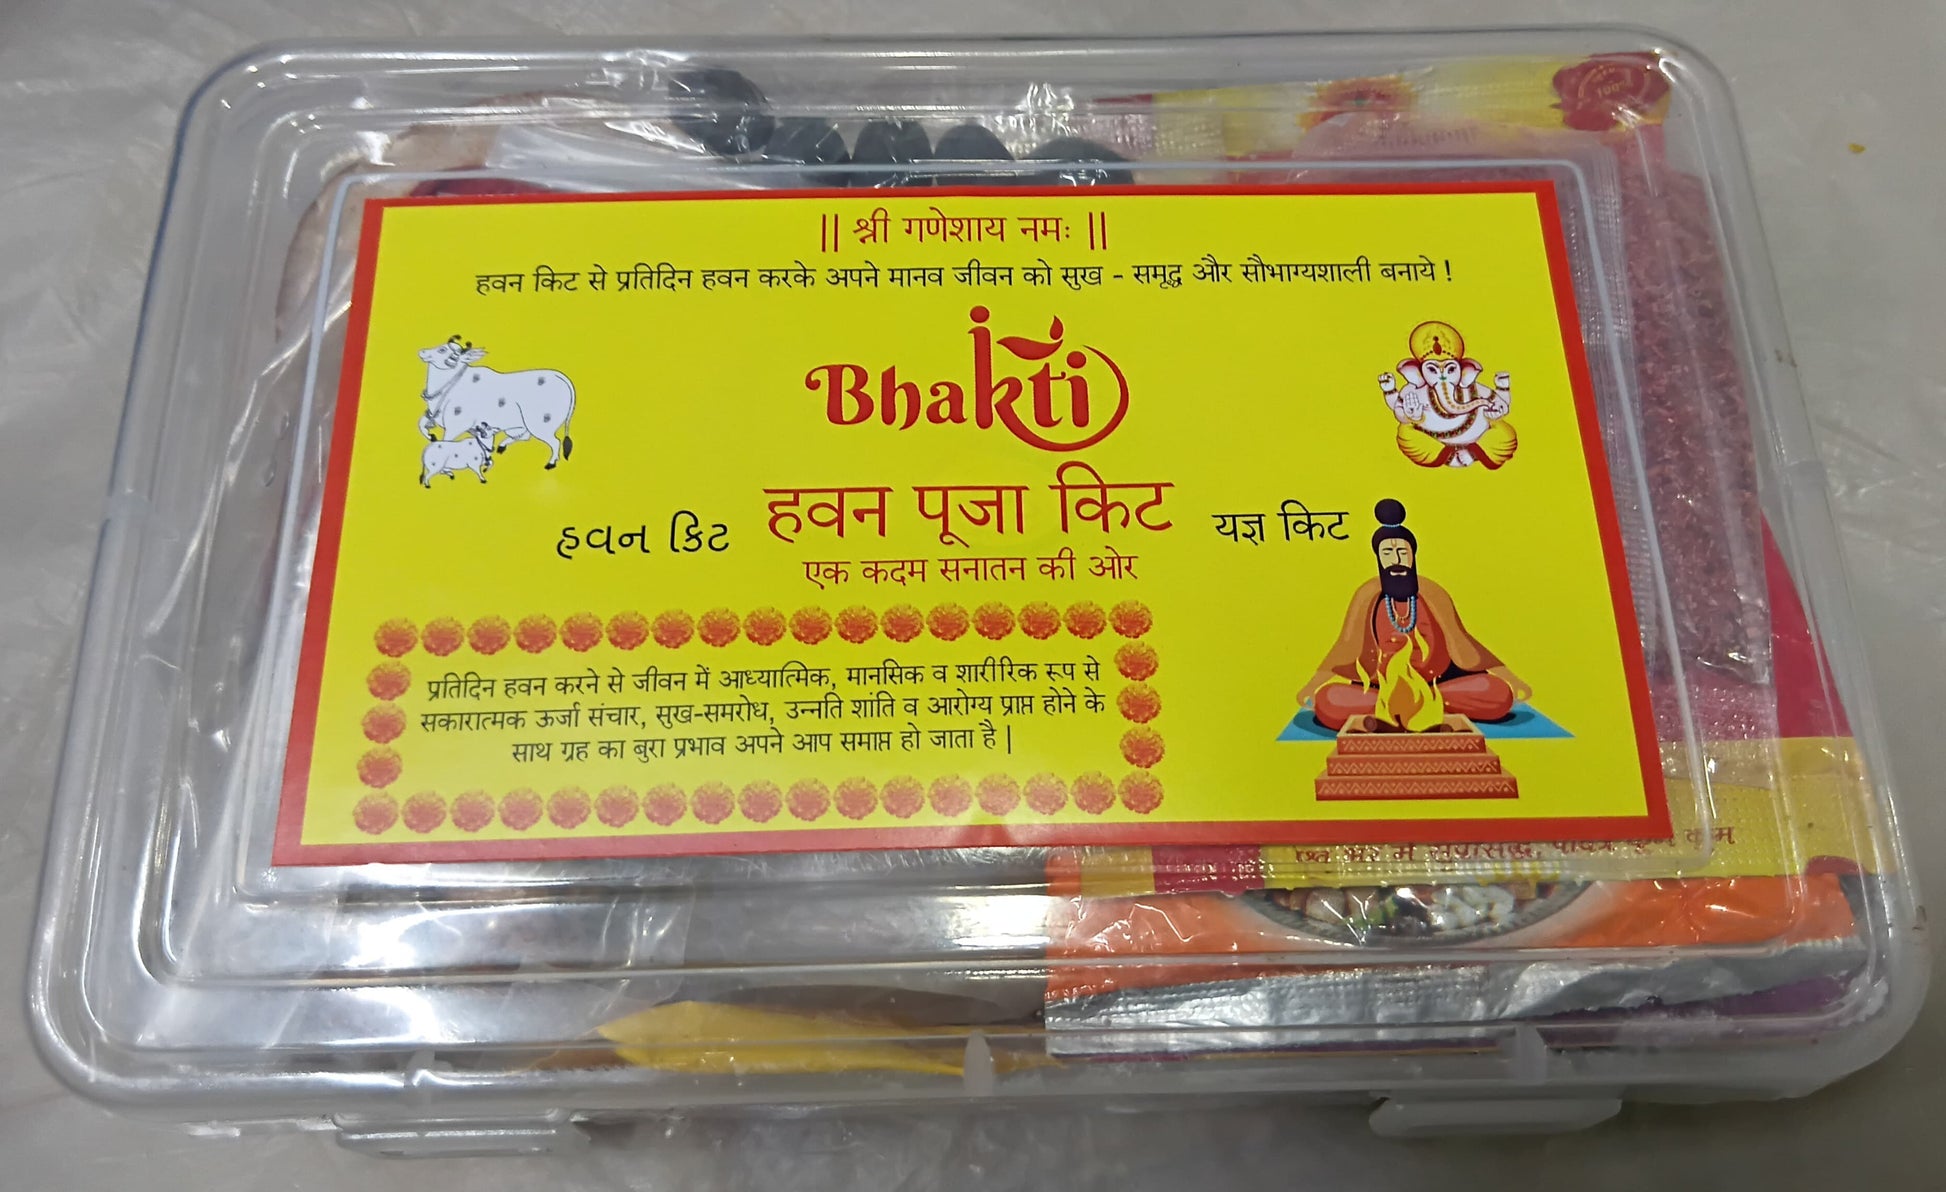 || श्री गणेशाय नमः ||
हवन किट से प्रतिदिन हवन करके अपने मानव जीवन को सुख - समृद्ध और सौभाग्यशाली बनाये !
Bhakti
હવન કિટ हवन पूजा किट यज्ञ किट
एक कदम सनातन की ओर
प्रतिदिन हवन करने से जीवन में आध्यात्मिक, मानसिक व शारीरिक रूप से
सकारात्मक ऊर्जा संचार, सुख-समरोध, उन्नति शांति व आरोग्य प्राप्त होने के
साथ ग्रह का बुरा प्रभाव अपने आप समाप्त हो जाता है |